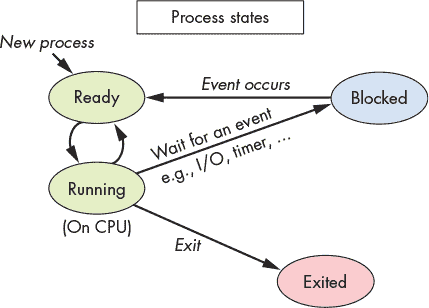 Process states
New process
Event occurs
Ready
Blocked
Wait for an event
e.g., I/O, timer, ...
Running
(On CPU)
Exit
Exited